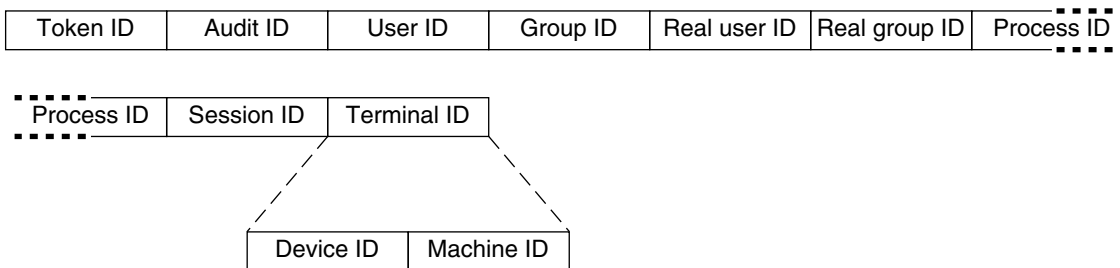 Token ID Audit ID User ID Group ID Real user ID Real group ID Process ID
Process ID Session ID Terminal ID
Device ID Machine ID